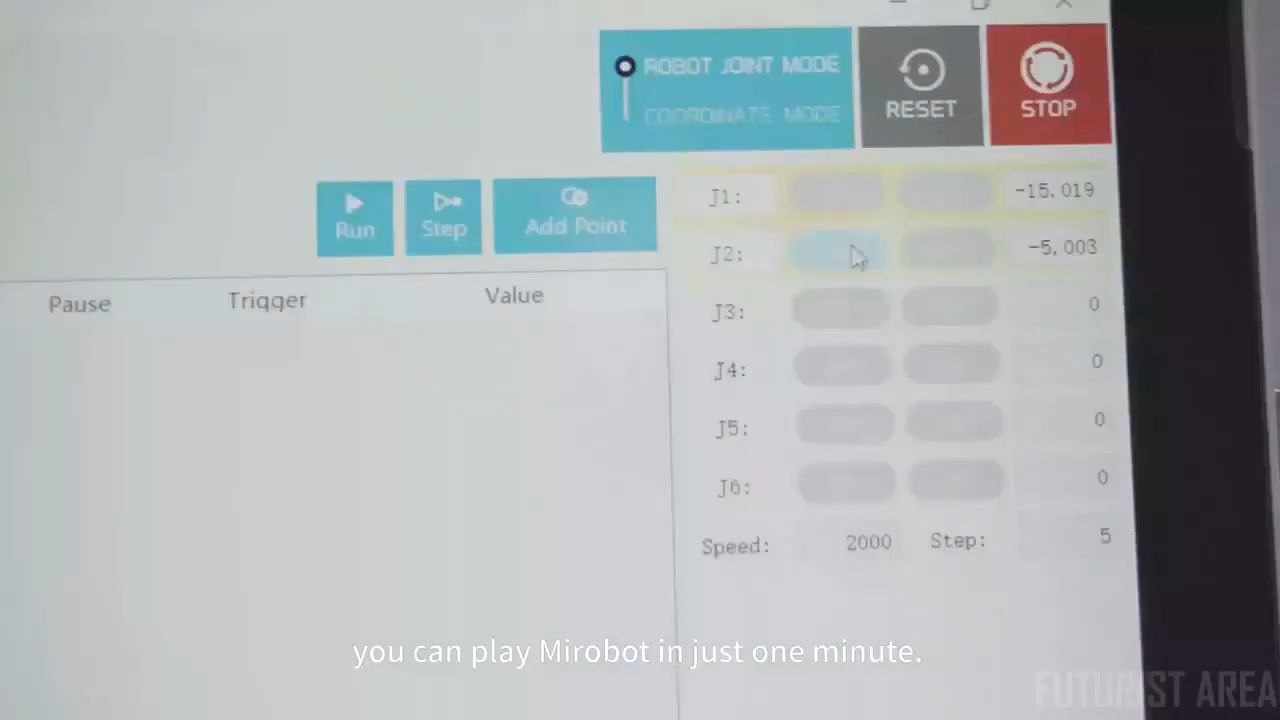 ROBOT JOINT MODE
COORDINATE MODE
RESET
STOP
Run
Step
Add Point
Pause
Trigger
Value
J1: -15.019
J2: -5.003
J3: 0
J4: 0
J5: 0
J6: 0
Speed: 2000 Step: 5
you can play Mirobot in just one minute.
FUTURIST AREA